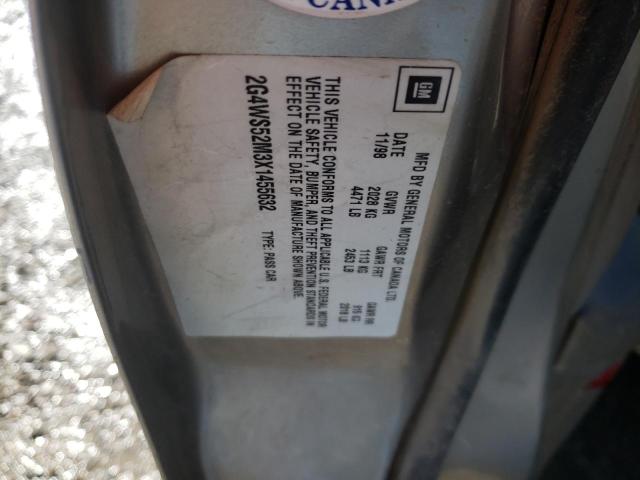 CANA
GM
MFD BY GENERAL MOTORS OF CANADA LTD.
DATE GVWR GAWR FRT GAWR RR
11/98 2028 KG 1113 KG 915 KG
4471 LB 2453 LB 2018 LB
THIS VEHICLE CONFORMS TO ALL APPLICABLE U.S. FEDERAL MOTOR
VEHICLE SAFETY, BUMPER, AND THEFT PREVENTION STANDARDS IN
EFFECT ON THE DATE OF MANUFACTURE SHOWN ABOVE.
2G4WS52M3X1455632 TYPE: PASS CAR